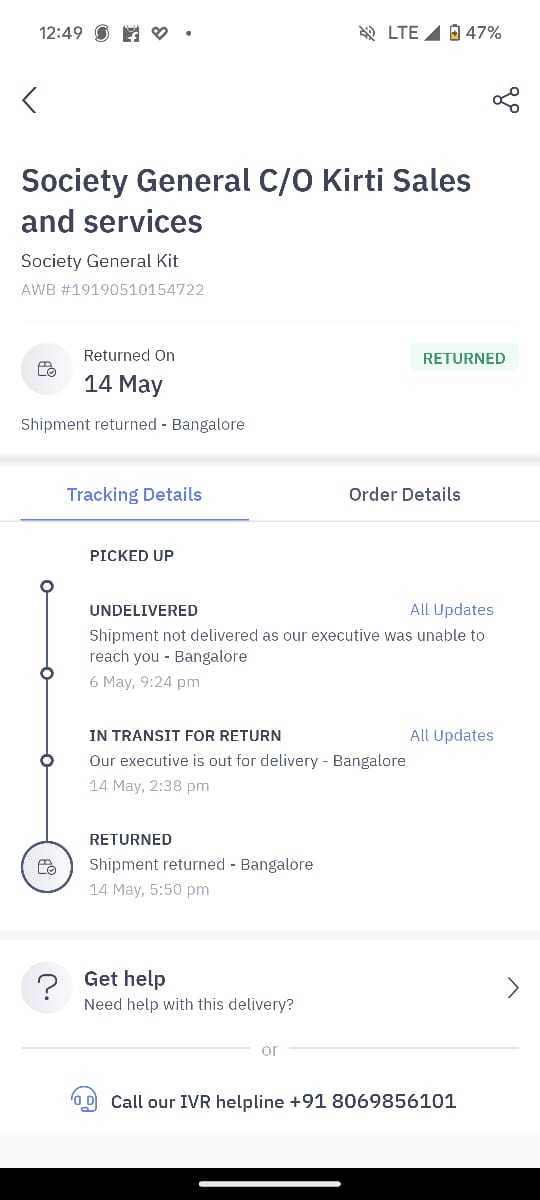 12:49
LTE 47%
Society General C/O Kirti Sales
and services
Society General Kit
AWB #19190510154722
Returned On
14 May
RETURNED
Shipment returned - Bangalore
Tracking Details
Order Details
PICKED UP
UNDELIVERED
All Updates
Shipment not delivered as our executive was unable to
reach you - Bangalore
6 May, 9:24 pm
IN TRANSIT FOR RETURN
All Updates
Our executive is out for delivery - Bangalore
14 May, 2:38 pm
RETURNED
Shipment returned - Bangalore
14 May, 5:50 pm
Get help
Need help with this delivery?
or
Call our IVR helpline +91 8069856101